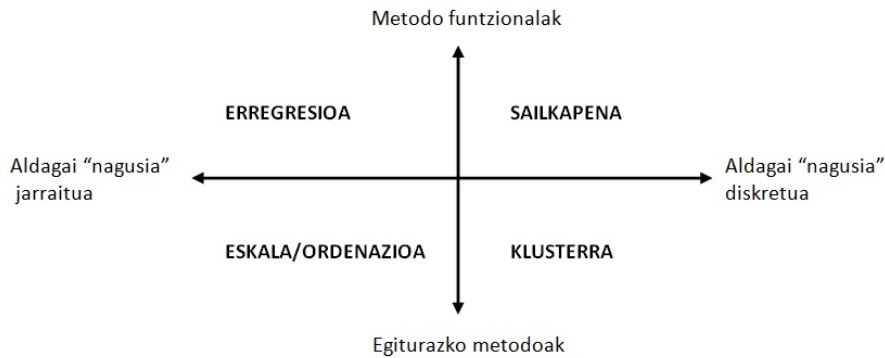 Metodo funtzionalak
ERREGRESIOA
SAILKAPENA
Aldagai “nagusia”
jarraitua
Aldagai “nagusia”
diskretua
ESKALA/ORDENAZIOA
KLUSTERRA
Egiturazko metodoak